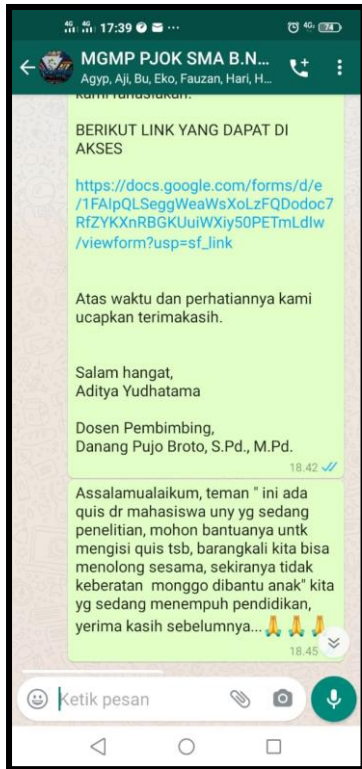 4G 4G 17:39 ... 4G 74
MGMP PJOK SMA B.N...
Agyp, Aji, Bu, Eko, Fauzan, Hari, H...
kami rahasiakan.
BERIKUT LINK YANG DAPAT DI
AKSES
https://docs.google.com/forms/d/e
/1FAIpQLSeggWeaWsXoLzFQDodoc7
RfZYKXnRBGKUuiWXiy50PETmLdIw
/viewform?usp=sf_link
Atas waktu dan perhatiannya kami
ucapkan terimakasih.
Salam hangat,
Aditya Yudhatama
Dosen Pembimbing,
Danang Pujo Broto, S.Pd., M.Pd.
18.42
Assalamualaikum, teman " ini ada
quis dr mahasiswa uny yg sedang
penelitian, mohon bantuanya untk
mengisi quis tsb, barangkali kita bisa
menolong sesama, sekiranya tidak
keberatan monggo dibantu anak" kita
yg sedang menempuh pendidikan,
yerima kasih sebelumnya...🙏🙏🙏
18.45
Ketik pesan